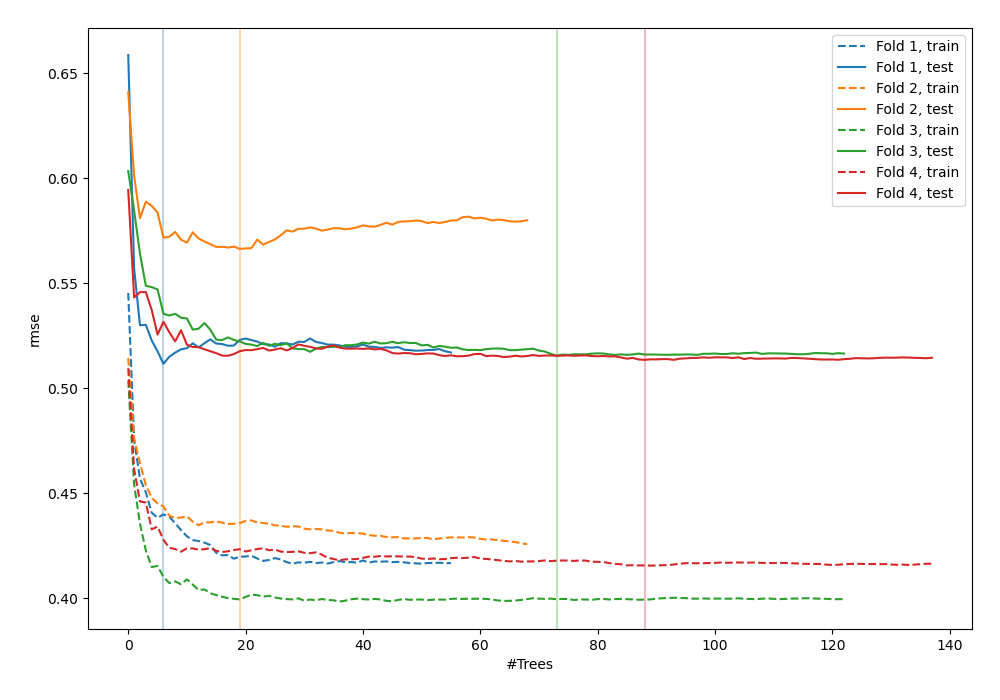 0.65
0.60
0.55
0.50
0.45
0.40
rmse
0
20
40
60
80
100
120
140
#Trees
Fold 1, train
Fold 1, test
Fold 2, train
Fold 2, test
Fold 3, train
Fold 3, test
Fold 4, train
Fold 4, test